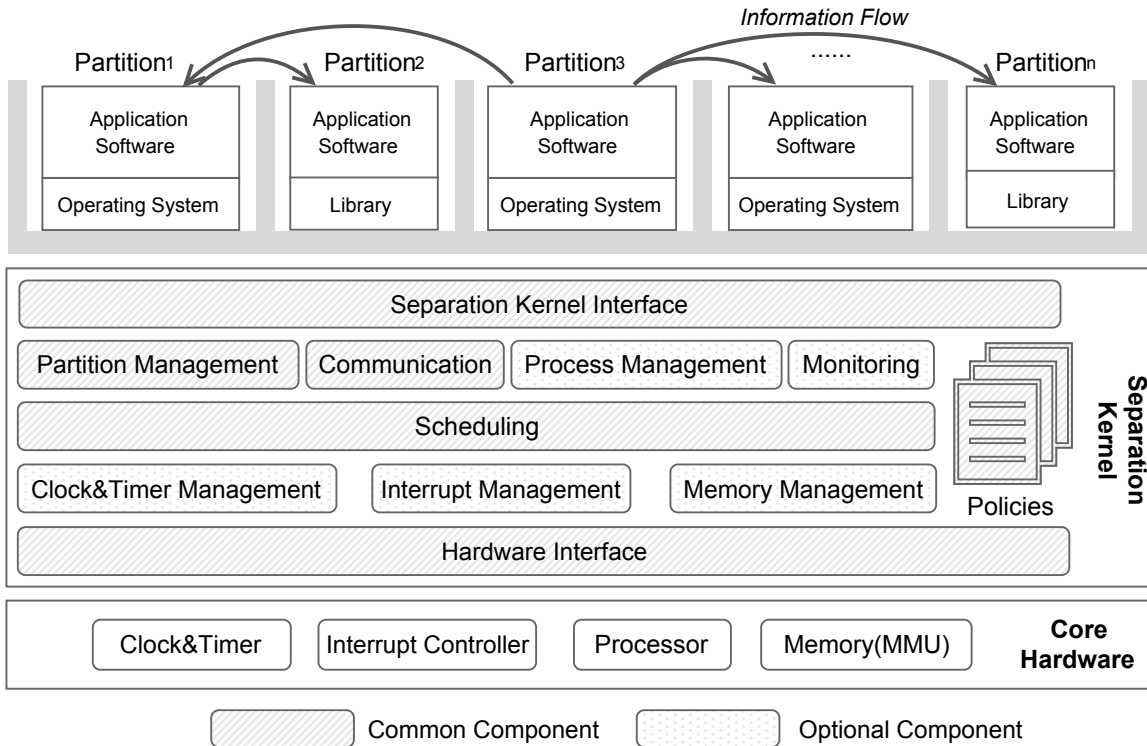 Information Flow
Partition1
Partition2
Partition3
......
Partitionn
Application
Software
Operating System
Application
Software
Library
Application
Software
Operating System
Application
Software
Operating System
Application
Software
Library
Separation Kernel Interface
Partition Management
Communication
Process Management
Monitoring
Scheduling
Clock&Timer Management
Interrupt Management
Memory Management
Policies
Hardware Interface
Separation
Kernel
Clock&Timer
Interrupt Controller
Processor
Memory(MMU)
Core
Hardware
Common Component
Optional Component